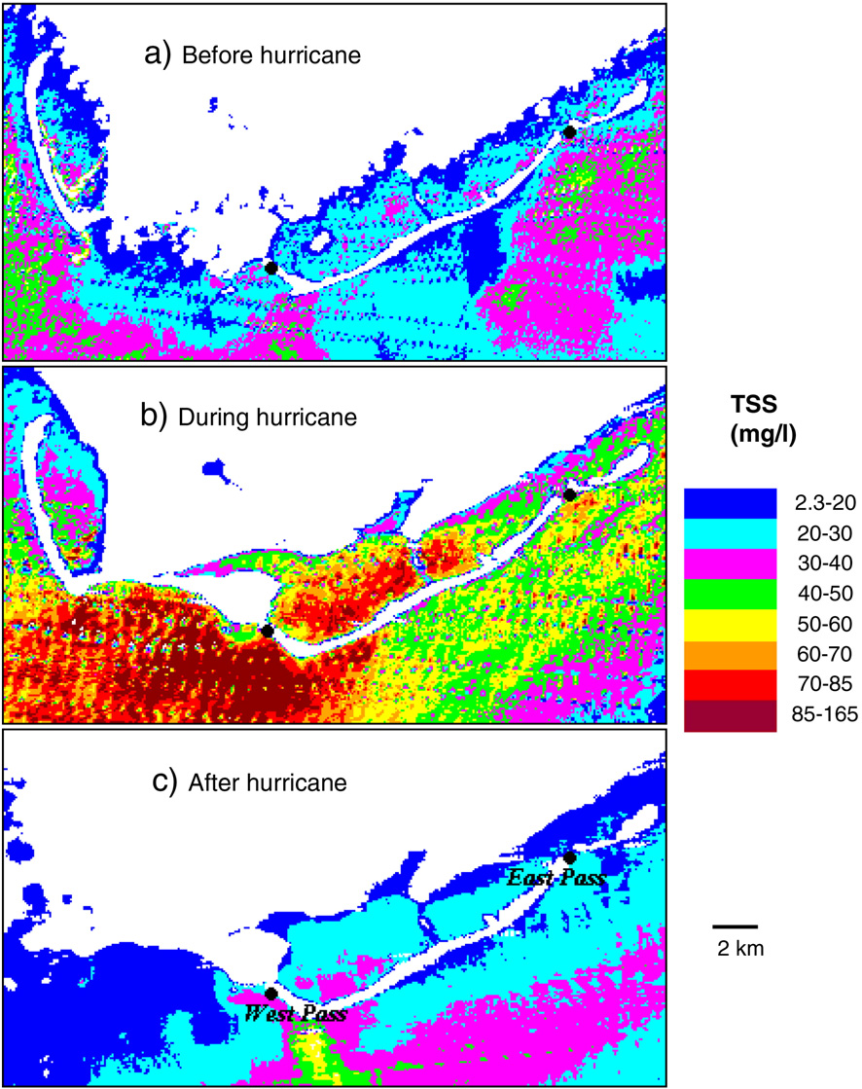 a) Before hurricane
b) During hurricane
TSS
(mg/l)
2.3-20
20-30
30-40
40-50
50-60
60-70
70-85
85-165
c) After hurricane
East Pass
2 km
West Pass